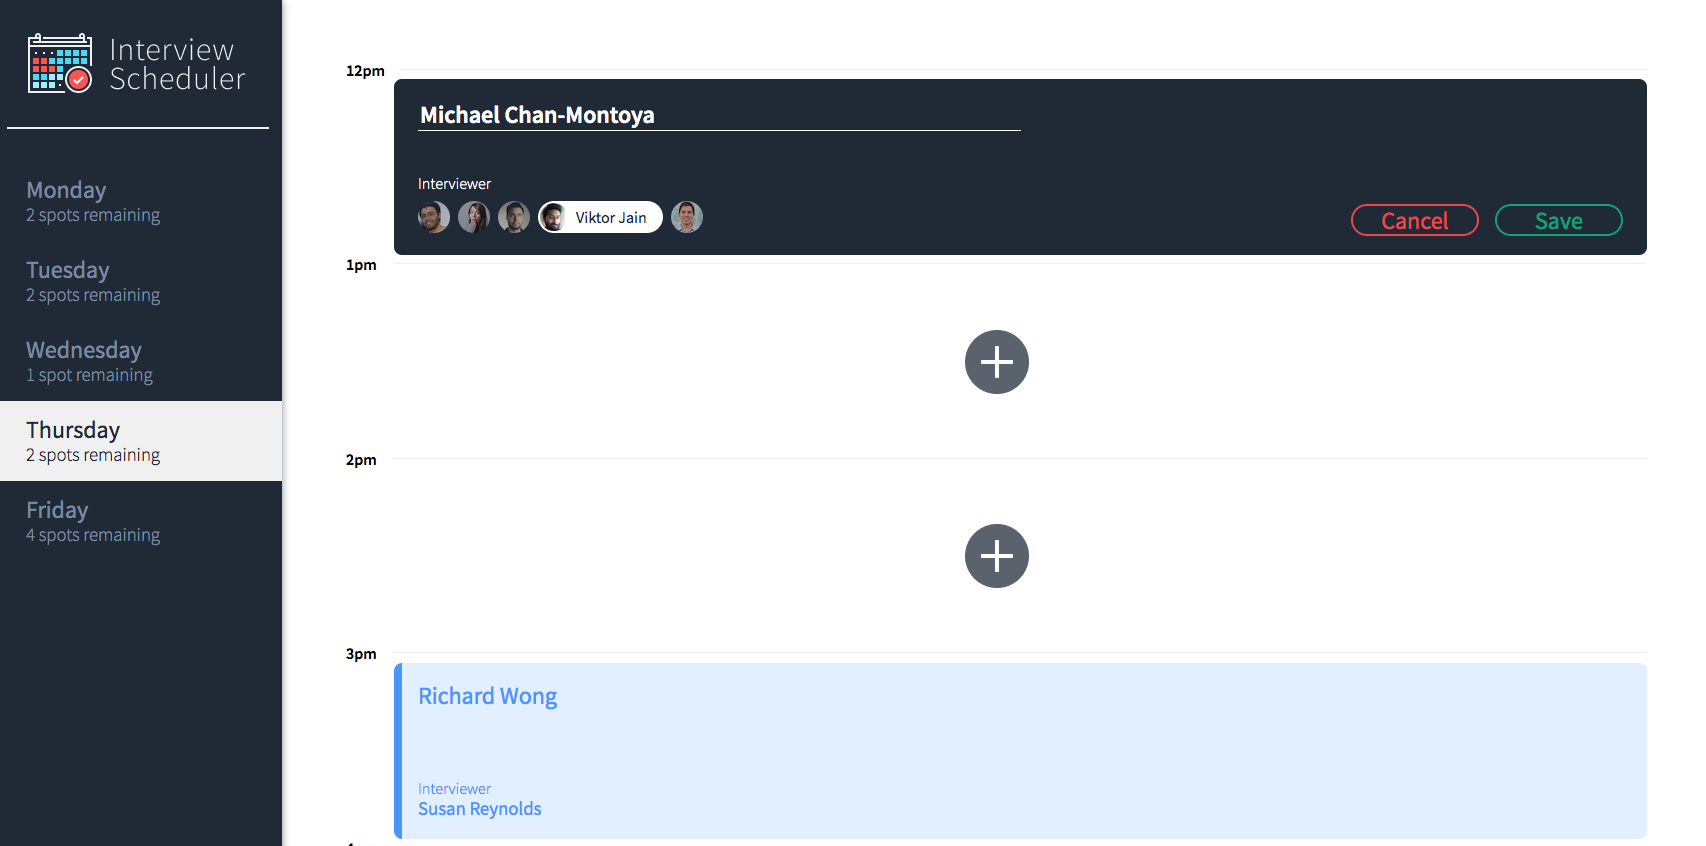 Interview
Scheduler
Monday
2 spots remaining
Tuesday
2 spots remaining
Wednesday
1 spot remaining
Thursday
2 spots remaining
Friday
4 spots remaining
12pm
Michael Chan-Montoya
Interviewer
Viktor Jain
Cancel
Save
1pm
2pm
3pm
Richard Wong
Interviewer
Susan Reynolds